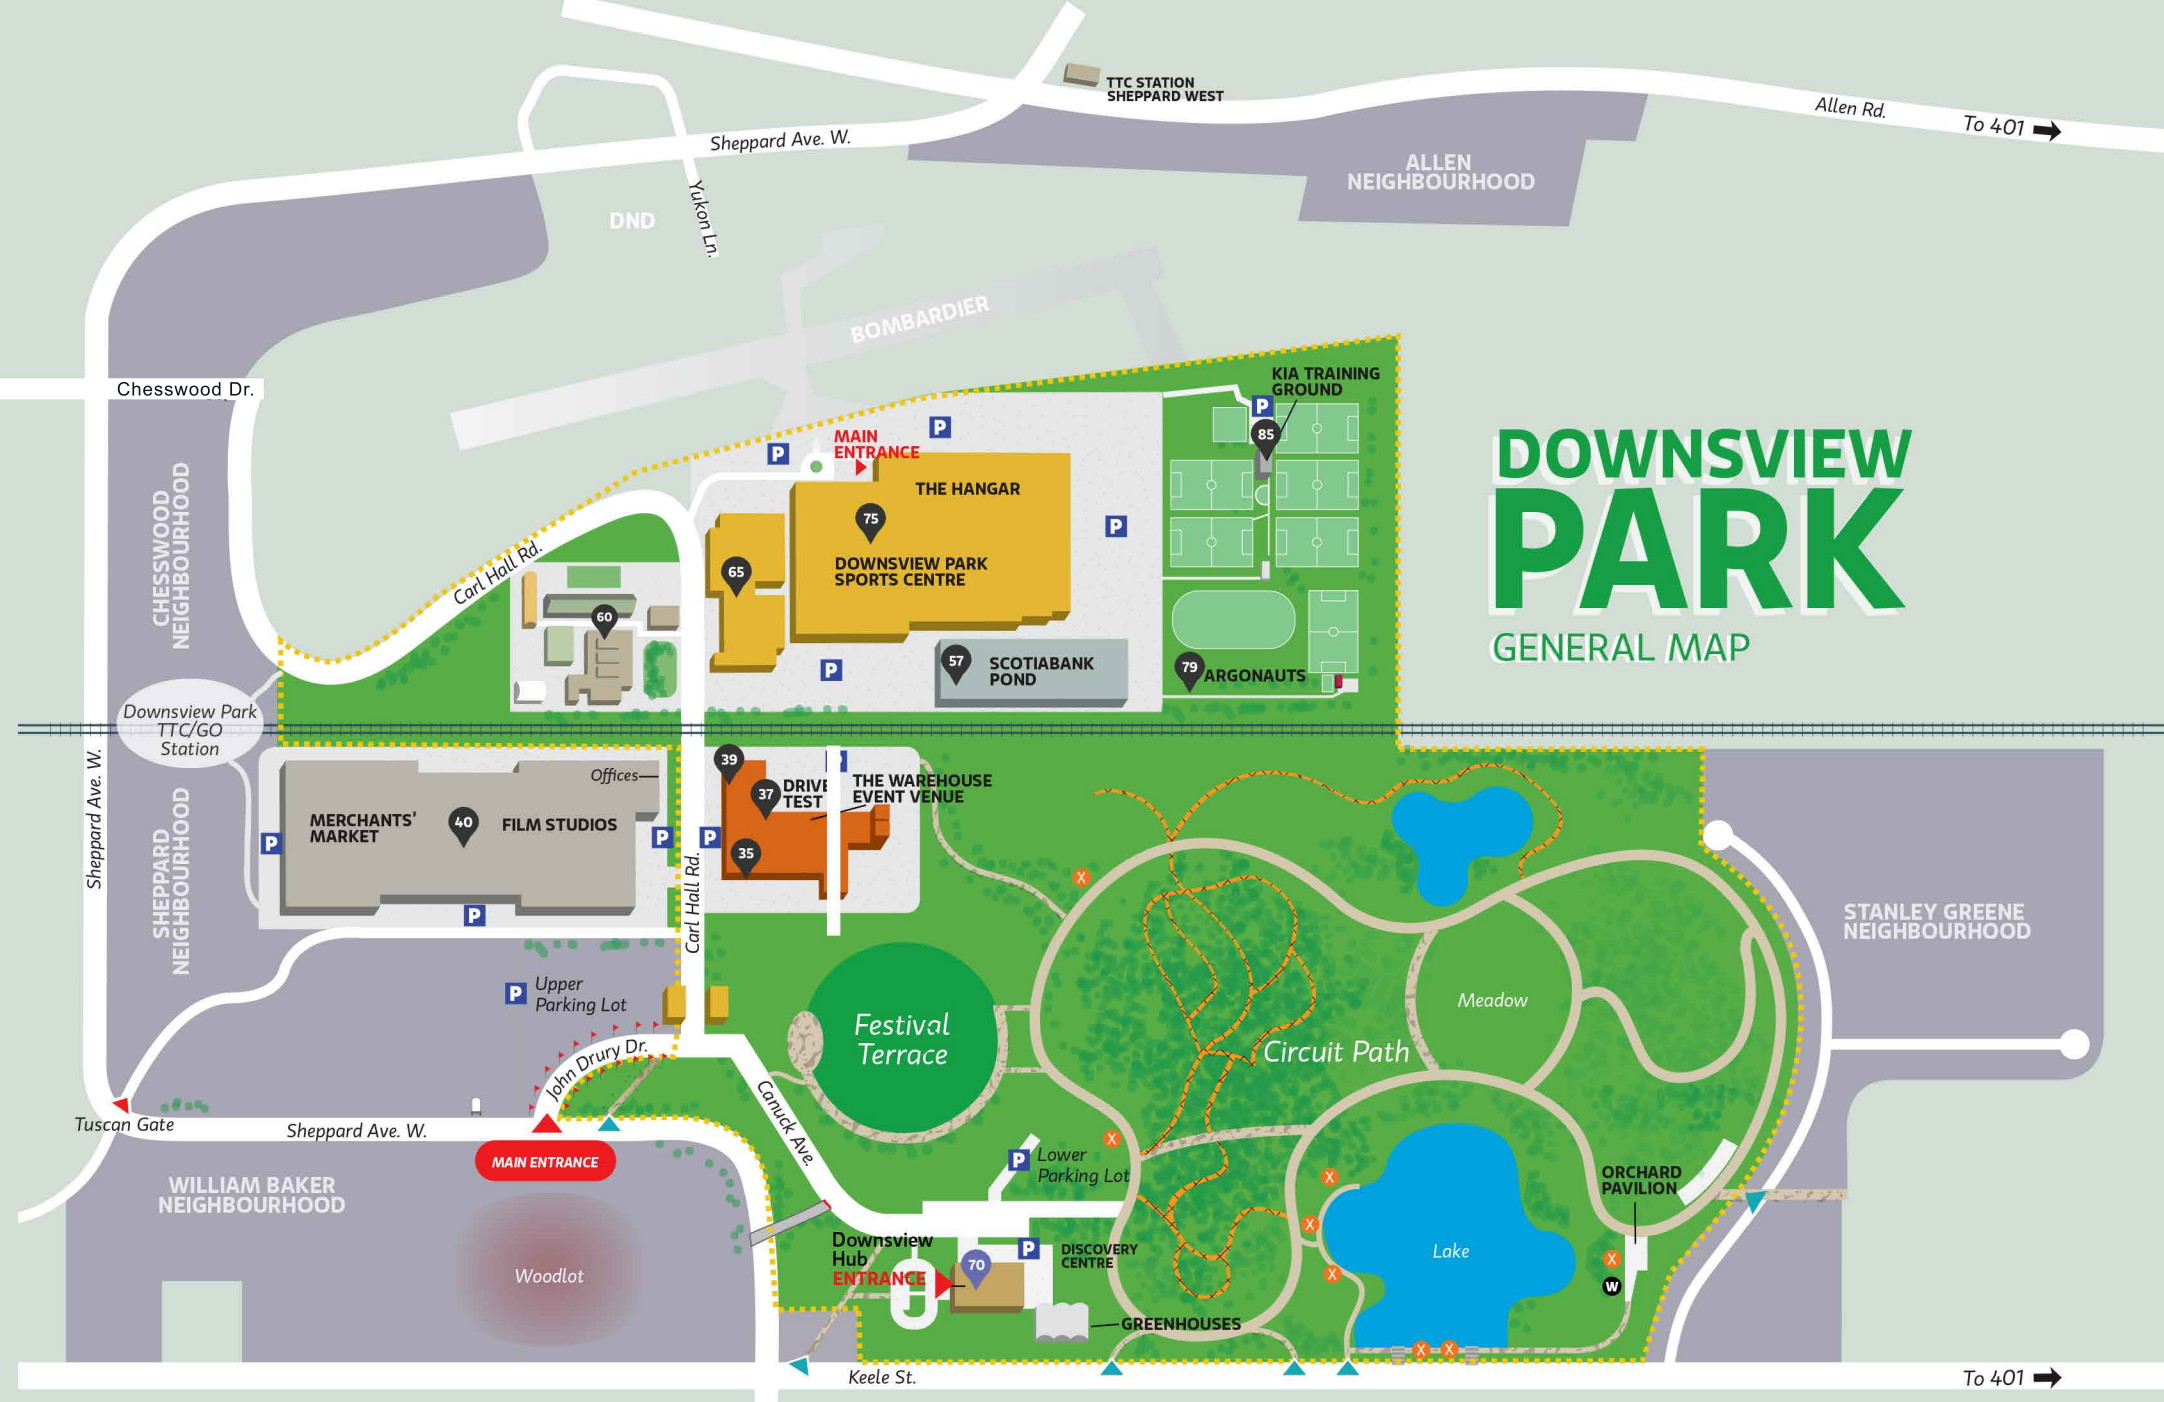 TTC STATION
SHEPPARD WEST
Allen Rd.
To 401
Sheppard Ave. W.
ALLEN
NEIGHBOURHOOD
Yukon Ln.
DND
BOMBARDIER
Chesswood Dr.
KIA TRAINING
GROUND
P
85
MAIN
ENTRANCE
P
P
THE HANGAR
75
P
DOWNSVIEW PARK
SPORTS CENTRE
65
DOWNSVIEW
PARK
GENERAL MAP
CHESSWOOD
NEIGHBOURHOOD
Carl Hall Rd.
60
57
SCOTIABANK
POND
P
79
ARGONAUTS
Downsview Park
TTC/GO
Station
Sheppard Ave. W.
SHEPPARD
NEIGHBOURHOOD
Offices
MERCHANTS'
MARKET
40
FILM STUDIOS
P
P
P
P
39
37
DRIVE
TEST
THE WAREHOUSE
EVENT VENUE
35
Carl Hall Rd.
X
STANLEY GREENE
NEIGHBOURHOOD
P
Upper
Parking Lot
Festival
Terrace
Meadow
Circuit Path
John Drury Dr.
Canuck Ave.
Tuscan Gate
Sheppard Ave. W.
MAIN ENTRANCE
X
P
Lower
Parking Lot
WILLIAM BAKER
NEIGHBOURHOOD
Woodlot
X
X
X
ORCHARD
PAVILION
Lake
X
W
Downsview
Hub
ENTRANCE
70
P
DISCOVERY
CENTRE
GREENHOUSES
X
X
Keele St.
To 401